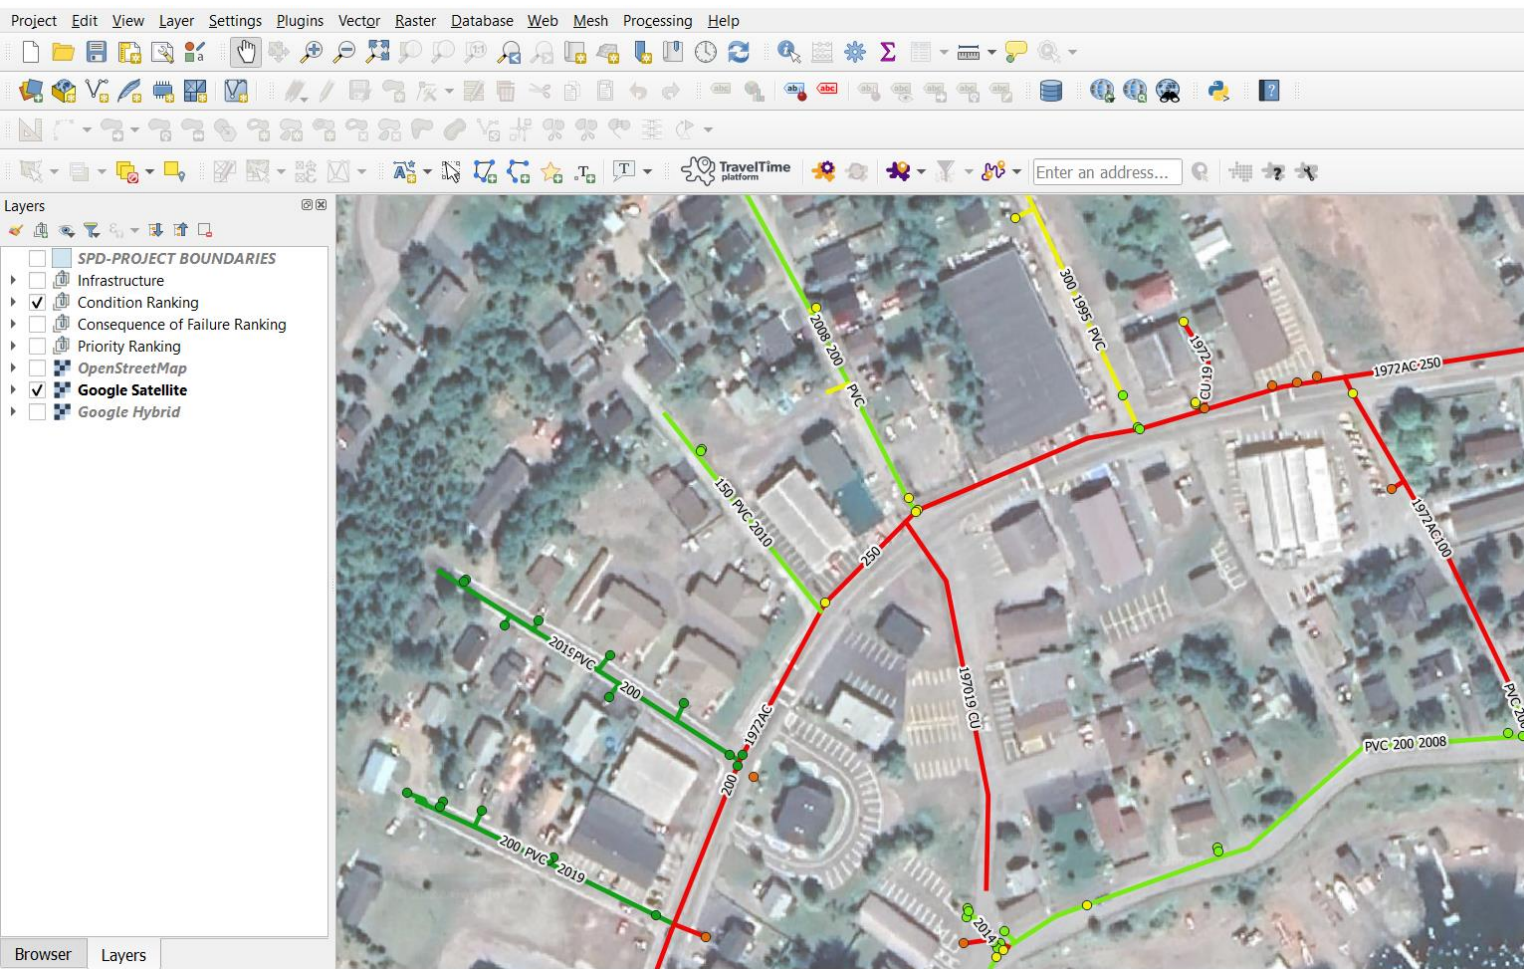 Project Edit View Layer Settings Plugins Vector Raster Database Web Mesh Processing Help
TravelTime
platform
Enter an address...
Layers
SPD-PROJECT BOUNDARIES
Infrastructure
Condition Ranking
Consequence of Failure Ranking
Priority Ranking
OpenStreetMap
Google Satellite
Google Hybrid
300 1995 PVC
2008 200 PVC
1972
CU 19
1972AC 250
150 PVC 2010
250
1972AC100
2019PVC 200
197019 CU
1972AC
200
PVC 200
PVC 200 2008
200 PVC 2019
2014
Browser Layers